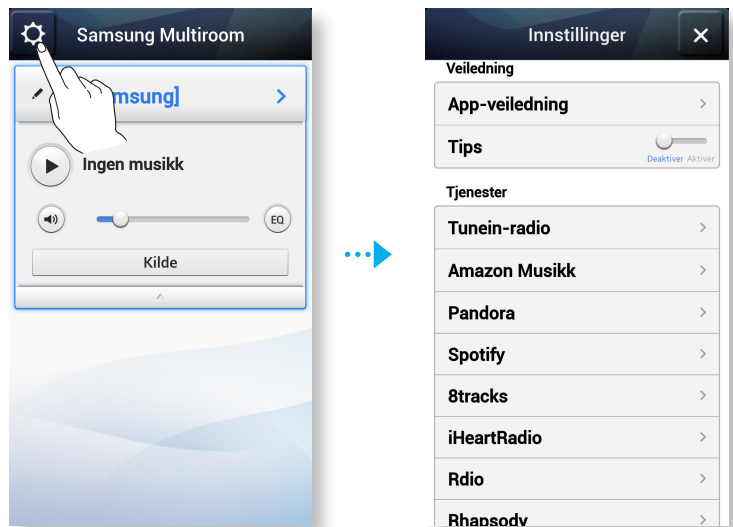 Samsung Multiroom
msung]
Ingen musikk
EQ
Kilde
Innstillinger
Veiledning
App-veiledning
Tips
Deaktiver Aktiver
Tjenester
Tunein-radio
Amazon Musikk
Pandora
Spotify
8tracks
iHeartRadio
Rdio
Rhapsody